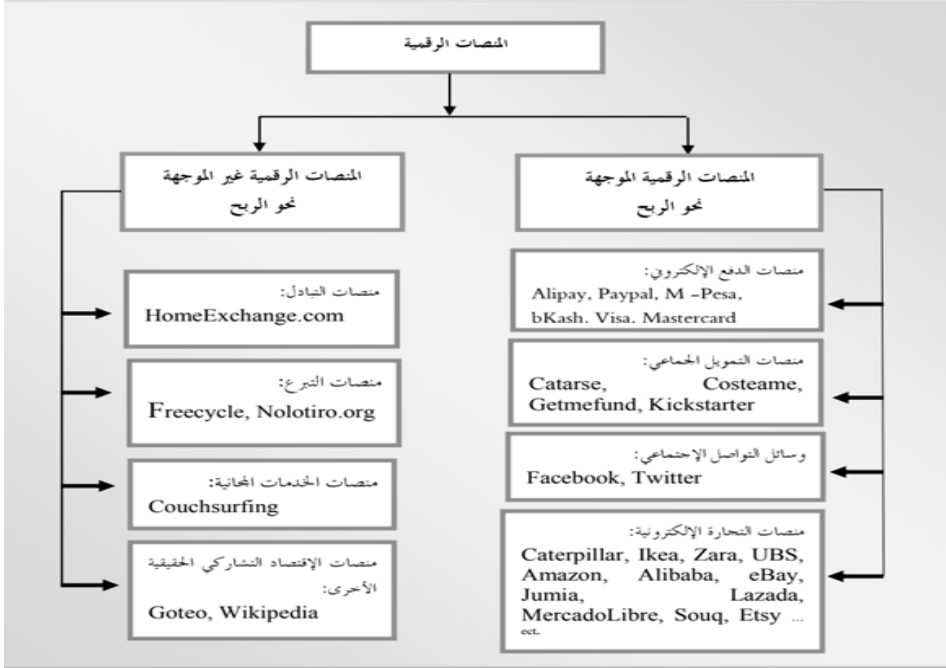 المنصات الرقمية
المنصات الرقمية الموجهة
نحو الربح
منصات الدفع الإلكتروني:
Alipay, Paypal, M -Pesa,
bKash, Visa, Mastercard
منصات التمويل الجماعي:
Catarse, Costeame,
Getmefund, Kickstarter
وسائل التواصل الإجتماعي:
Facebook, Twitter
منصات التجارة الإلكترونية:
Caterpillar, Ikea, Zara, UBS,
Amazon, Alibaba, eBay,
Jumia, Lazada,
MercadoLibre, Souq, Etsy ...
ect.
المنصات الرقمية غير الموجهة
نحو الربح
منصات التبادل:
HomeExchange.com
منصات التبرع:
Freecycle, Nolotiro.org
منصات الخدمات المجانية:
Couchsurfing
منصات الإقتصاد التشاركي الحقيقية
الأخرى:
Goteo, Wikipedia